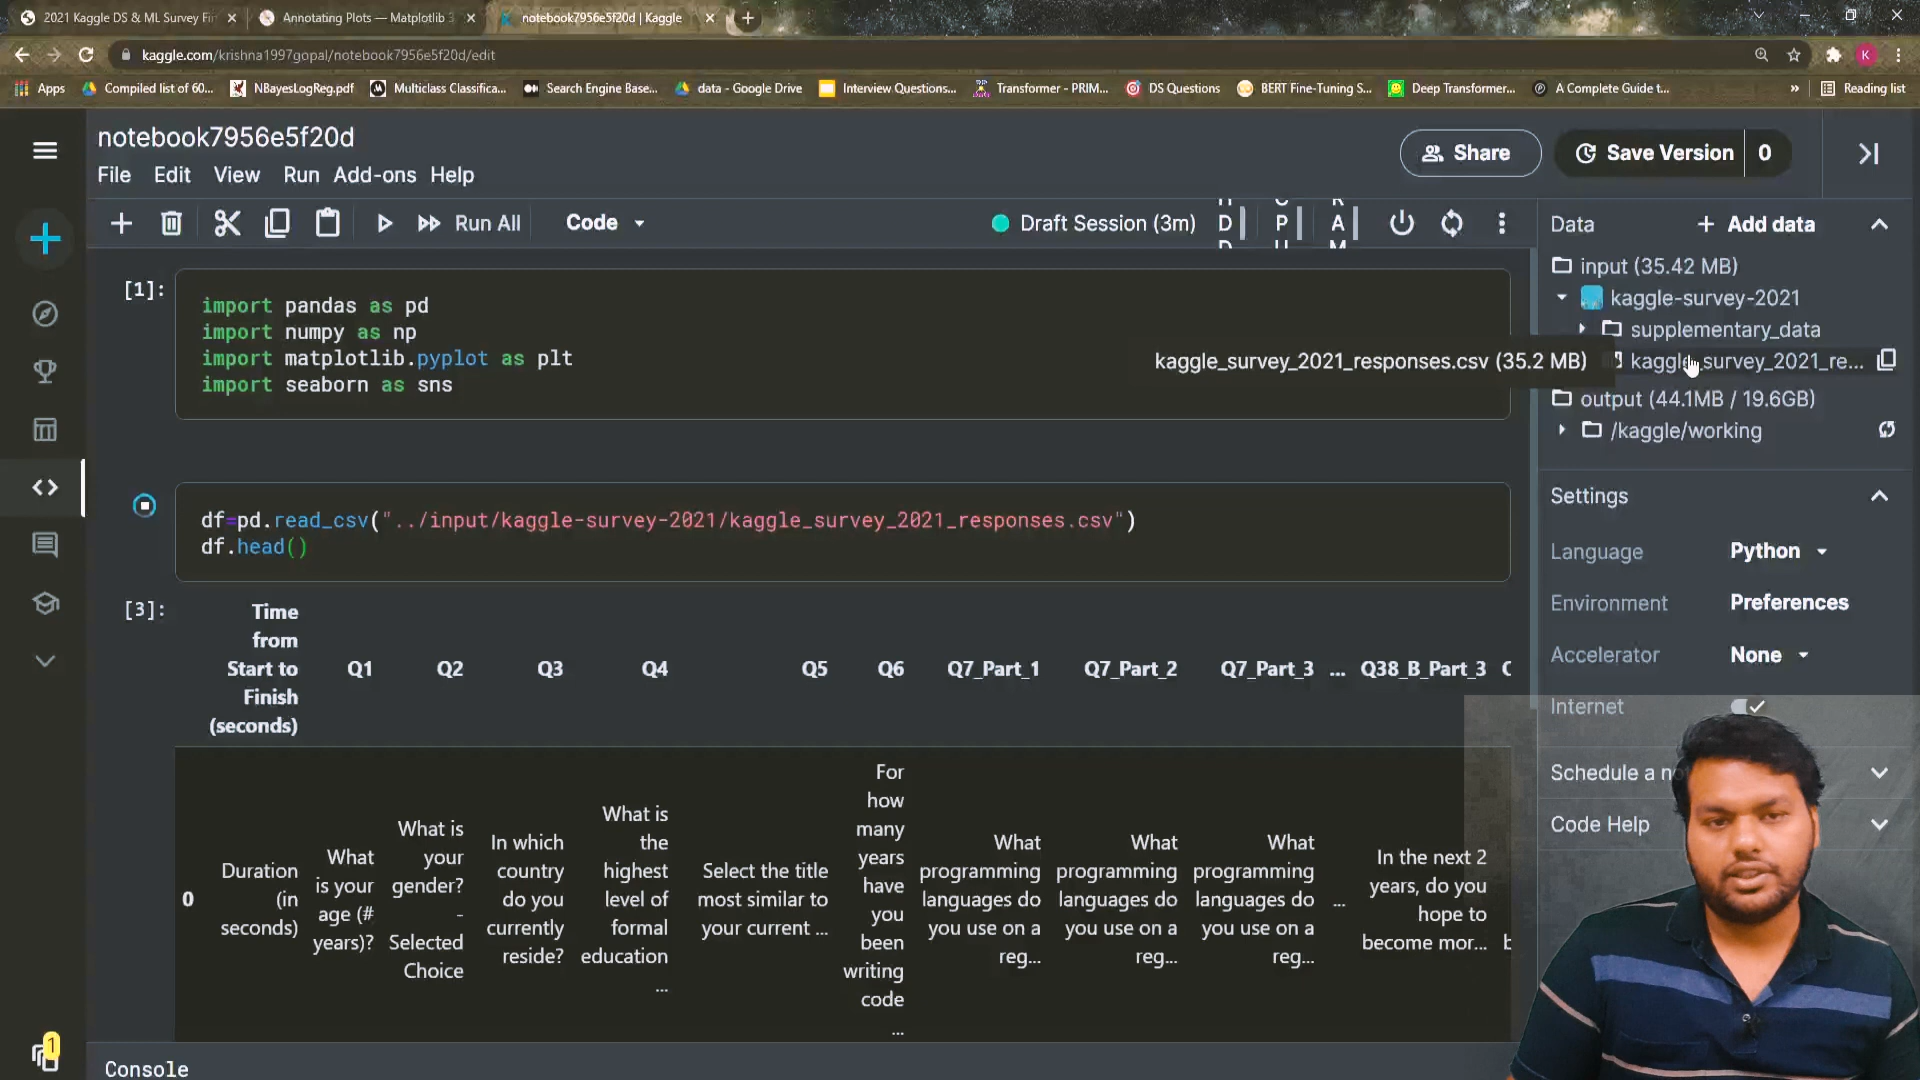 2021 Kaggle DS & ML Survey Fi
Annotating Plots — Matplotlib 3
notebook7956e5f20d | Kaggle
kaggle.com/krishna1997gopal/notebook7956e5f20d/edit
K
Apps
Compiled list of 60...
NBayesLogReg.pdf
Multiclass Classifica...
Search Engine Base...
data - Google Drive
Interview Questions...
Transformer - PRIM...
DS Questions
BERT Fine-Tuning S...
Deep Transformer...
A Complete Guide t...
»
Reading list
notebook7956e5f20d
File Edit View Run Add-ons Help
Share
Save Version 0
Run All
Code
Draft Session (3m)
H
D
D
C
P
U
R
A
M
Data
+ Add data
input (35.42 MB)
kaggle-survey-2021
supplementary_data
kaggle_survey_2021_re...
kaggle_survey_2021_responses.csv (35.2 MB)
output (44.1MB / 19.6GB)
/kaggle/working
Settings
Language Python
Environment Preferences
Accelerator None
Internet
Code Help
[1]:
import pandas as pd
import numpy as np
import matplotlib.pyplot as plt
import seaborn as sns
df=pd.read_csv("../input/kaggle-survey-2021/kaggle_survey_2021_responses.csv")
df.head()
[3]:
Time
from
Start to
Finish
(seconds)
Q1 Q2 Q3 Q4 Q5 Q6 Q7_Part_1 Q7_Part_2 Q7_Part_3 ... Q38_B_Part_3
0
Duration
(in
seconds)
What
is your
age (#
years)?
What is
your
gender?
-
Selected
Choice
In which
country
do you
currently
reside?
What is
the
highest
level of
formal
education
...
Select the title
most similar to
your current ...
For
how
many
years
have
you
been
writing
code
...
What
programming
languages do
you use on a
reg...
What
programming
languages do
you use on a
reg...
What
programming
languages do
you use on a
reg...
...
In the next 2
years, do you
hope to
become mor...
1
Console